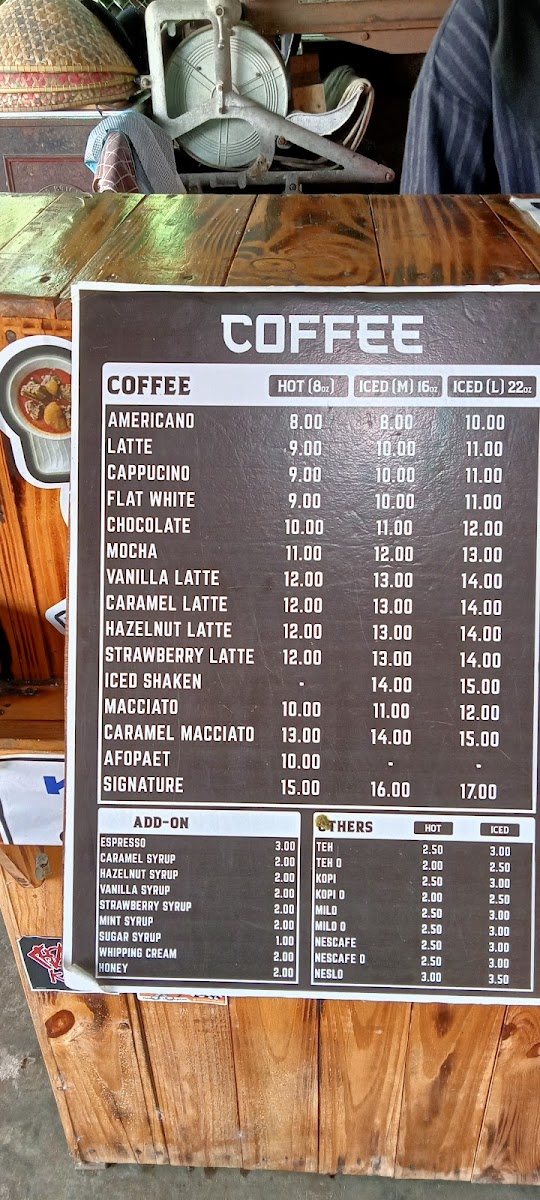 COFFEE
COFFEE HOT (8oz) ICED (M) 16oz ICED (L) 22oz
AMERICANO 8.00 8.00 10.00
LATTE 9.00 10.00 11.00
CAPPUCINO 9.00 10.00 11.00
FLAT WHITE 9.00 10.00 11.00
CHOCOLATE 10.00 11.00 12.00
MOCHA 11.00 12.00 13.00
VANILLA LATTE 12.00 13.00 14.00
CARAMEL LATTE 12.00 13.00 14.00
HAZELNUT LATTE 12.00 13.00 14.00
STRAWBERRY LATTE 12.00 13.00 14.00
ICED SHAKEN - 14.00 15.00
MACCIATO 10.00 11.00 12.00
CARAMEL MACCIATO 13.00 14.00 15.00
AFOPAET 10.00 - -
SIGNATURE 15.00 16.00 17.00
ADD-ON
ESPRESSO 3.00
CARAMEL SYRUP 2.00
HAZELNUT SYRUP 2.00
VANILLA SYRUP 2.00
STRAWBERRY SYRUP 2.00
MINT SYRUP 2.00
SUGAR SYRUP 1.00
WHIPPING CREAM 2.00
HONEY 2.00
OTHERS HOT ICED
TEH 2.50 3.00
TEH O 2.00 2.50
KOPI 2.50 3.00
KOPI O 2.00 2.50
MILO 2.50 3.00
MILO O 2.50 3.00
NESCAFE 2.50 3.00
NESCAFE O 2.50 3.00
NESLO 3.00 3.50